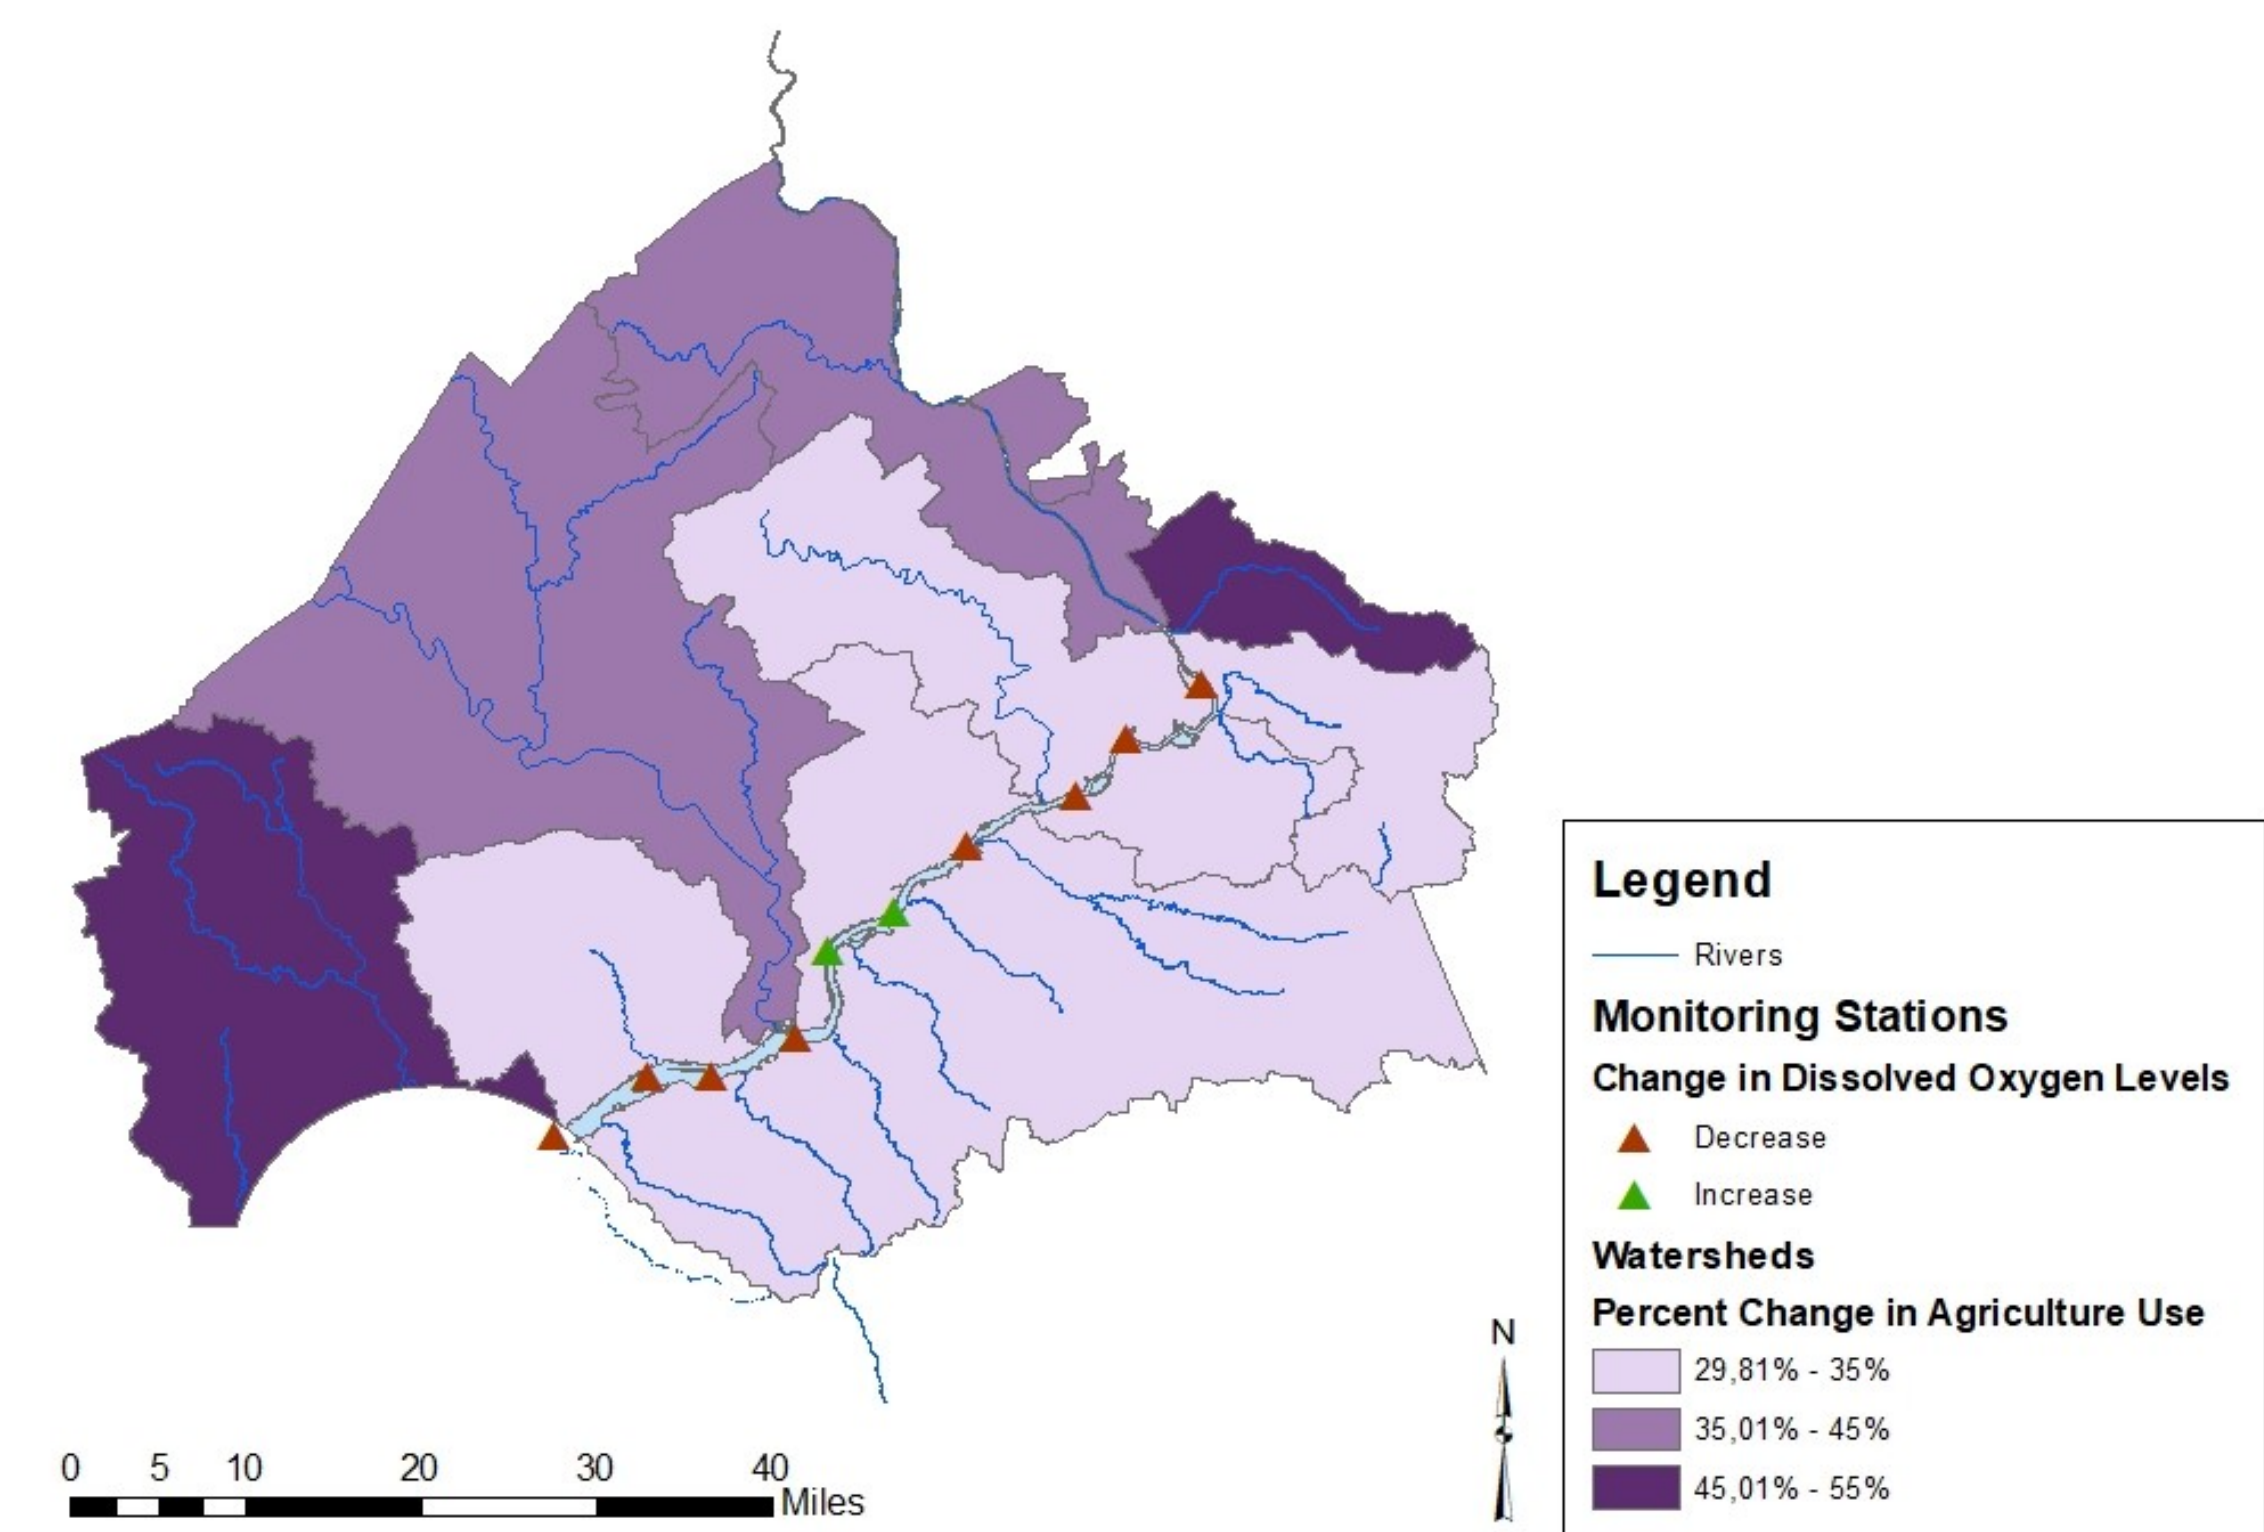 Legend
Rivers
Monitoring Stations
Change in Dissolved Oxygen Levels
Decrease
Increase
Watersheds
Percent Change in Agriculture Use
29,81% - 35%
35,01% - 45%
45,01% - 55%
N
0 5 10 20 30 40
Miles